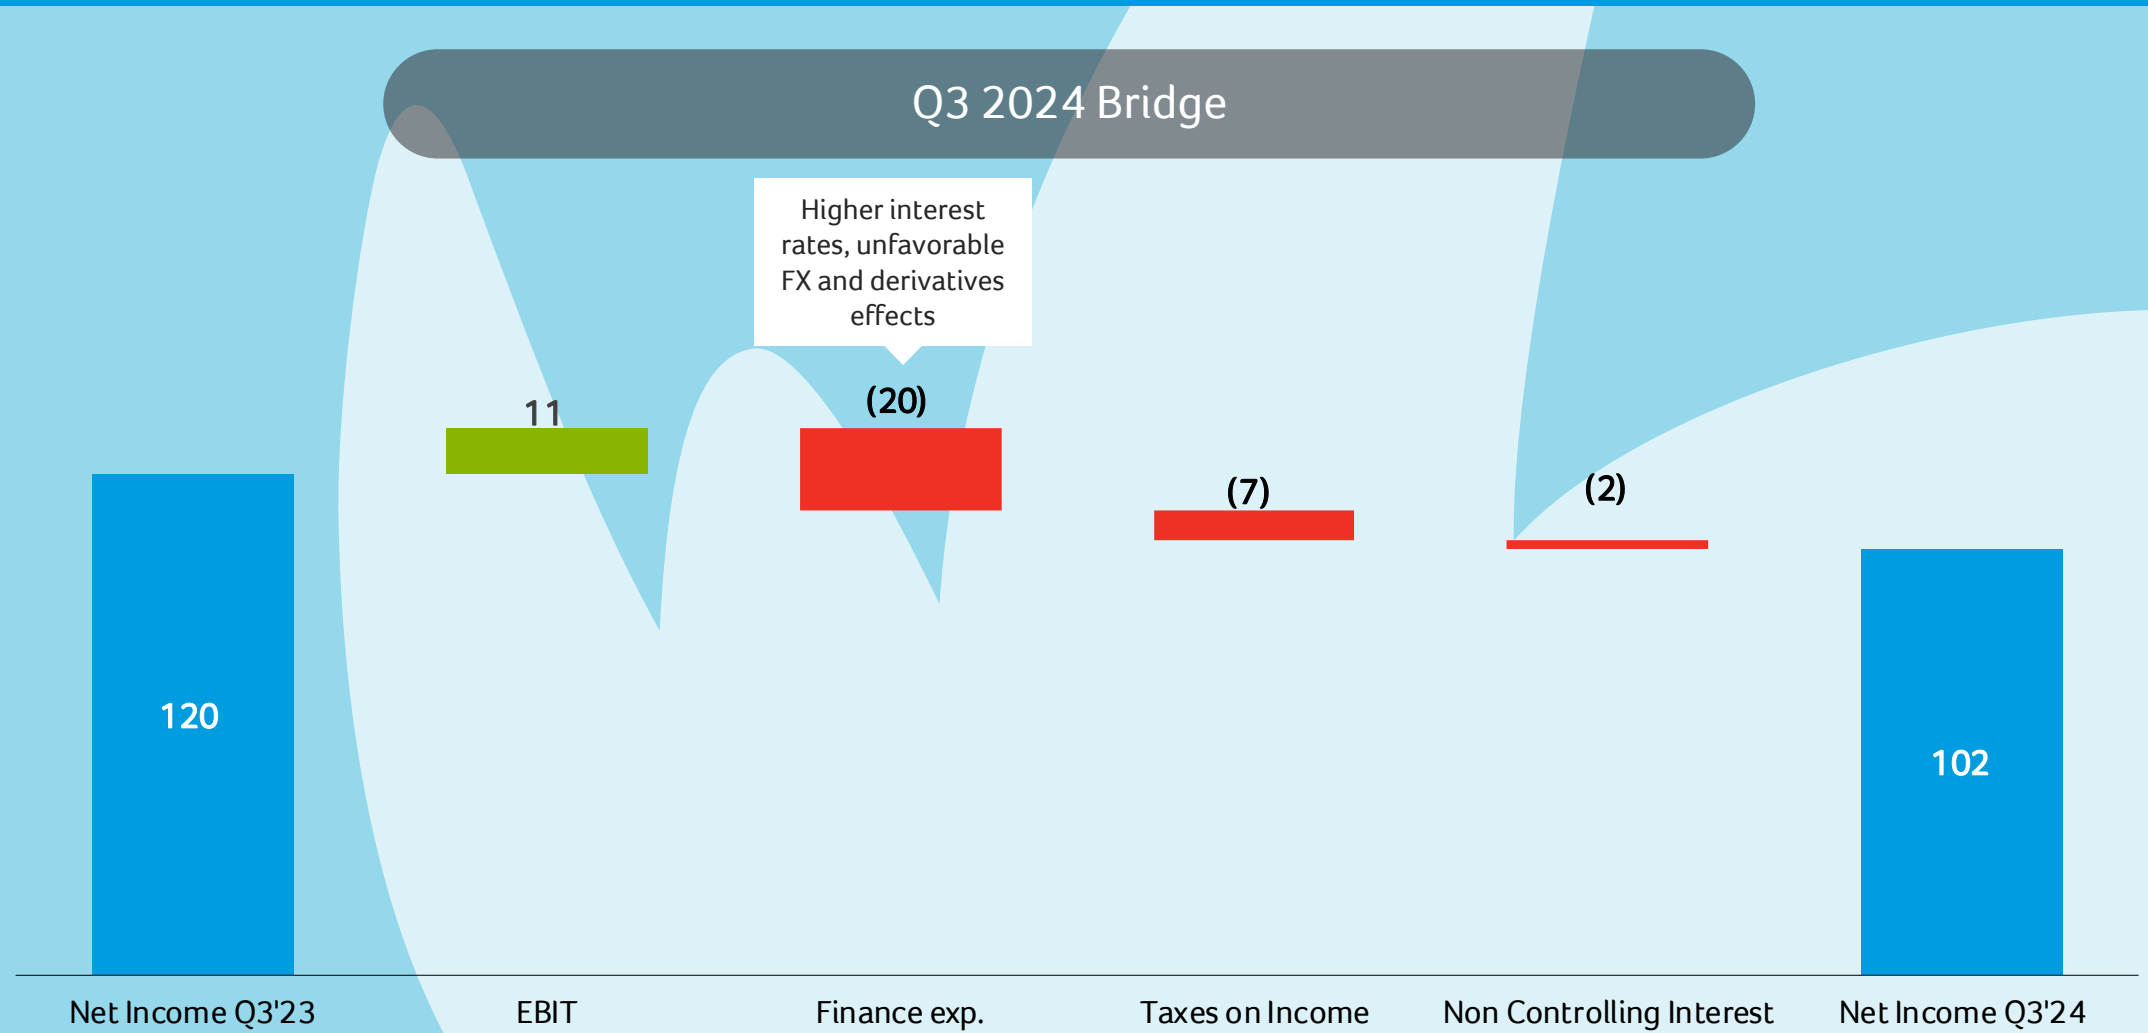 Q3 2024 Bridge
Higher interest
rates, unfavorable
FX and derivatives
effects
11
(20)
(7)
(2)
120
102
Net Income Q3'23
EBIT
Finance exp.
Taxes on Income
Non Controlling Interest
Net Income Q3'24